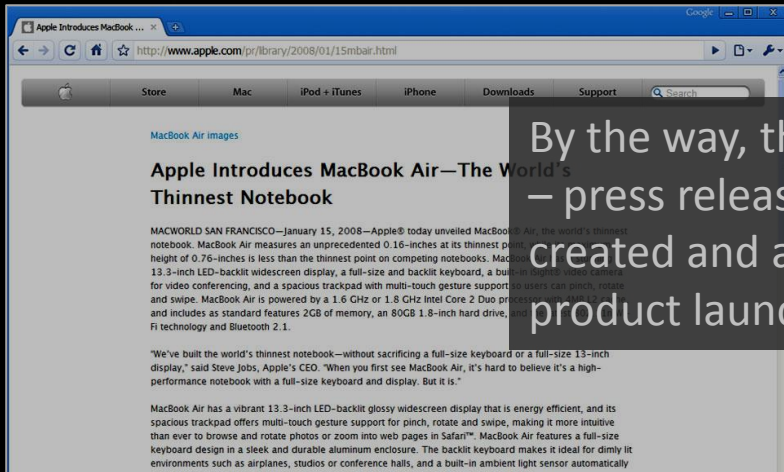 Google
Apple Introduces MacBook ...
http://www.apple.com/pr/library/2008/01/15mbair.html
Store Mac iPod + iTunes iPhone Downloads Support Search
MacBook Air images
Apple Introduces MacBook Air—The World's
Thinnest Notebook
MACWORLD SAN FRANCISCO—January 15, 2008—Apple® today unveiled MacBook® Air, the world's thinnest
notebook. MacBook Air measures an unprecedented 0.16-inches at its thinnest point,
height of 0.76-inches is less than the thinnest point on competing notebooks.
13.3-inch LED-backlit widescreen display, a full-size and backlit keyboard, a built-in iSight® video camera
for video conferencing, and a spacious trackpad with multi-touch gesture support so users can pinch, rotate
and swipe. MacBook Air is powered by a 1.6 GHz or 1.8 GHz Intel Core 2 Duo processor with 4MB L2
and includes as standard features 2GB of memory, an 80GB 1.8-inch hard drive, and
Fi technology and Bluetooth 2.1.
"We've built the world's thinnest notebook—without sacrificing a full-size keyboard or a full-size 13-inch
display," said Steve Jobs, Apple's CEO. "When you first see MacBook Air, it's hard to believe it's a high-
performance notebook with a full-size keyboard and display. But it is."
MacBook Air has a vibrant 13.3-inch LED-backlit glossy widescreen display that is energy efficient, and its
spacious trackpad offers multi-touch gesture support for pinch, rotate and swipe, making it more intuitive
than ever to browse and rotate photos or zoom into web pages in Safari™. MacBook Air features a full-size
keyboard design in a sleek and durable aluminum enclosure. The backlit keyboard makes it ideal for dimly lit
environments such as airplanes, studios or conference halls, and a built-in ambient light sensor automatically
By the way, th
– press releas
created and a
product launc